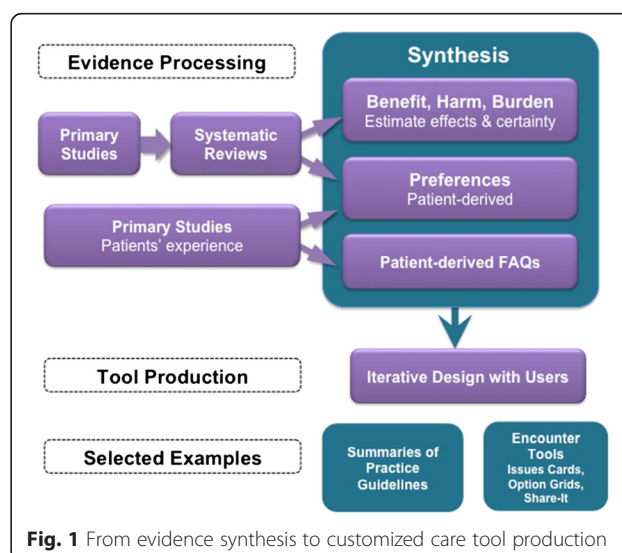 Evidence Processing
Synthesis
Benefit, Harm, Burden
Estimate effects & certainty
Primary
Studies
Systematic
Reviews
Preferences
Patient-derived
Primary Studies
Patients' experience
Patient-derived FAQs
Tool Production
Iterative Design with Users
Selected Examples
Summaries of
Practice
Guidelines
Encounter
Tools
Issues Cards,
Option Grids,
Share-It
Fig. 1 From evidence synthesis to customized care tool production